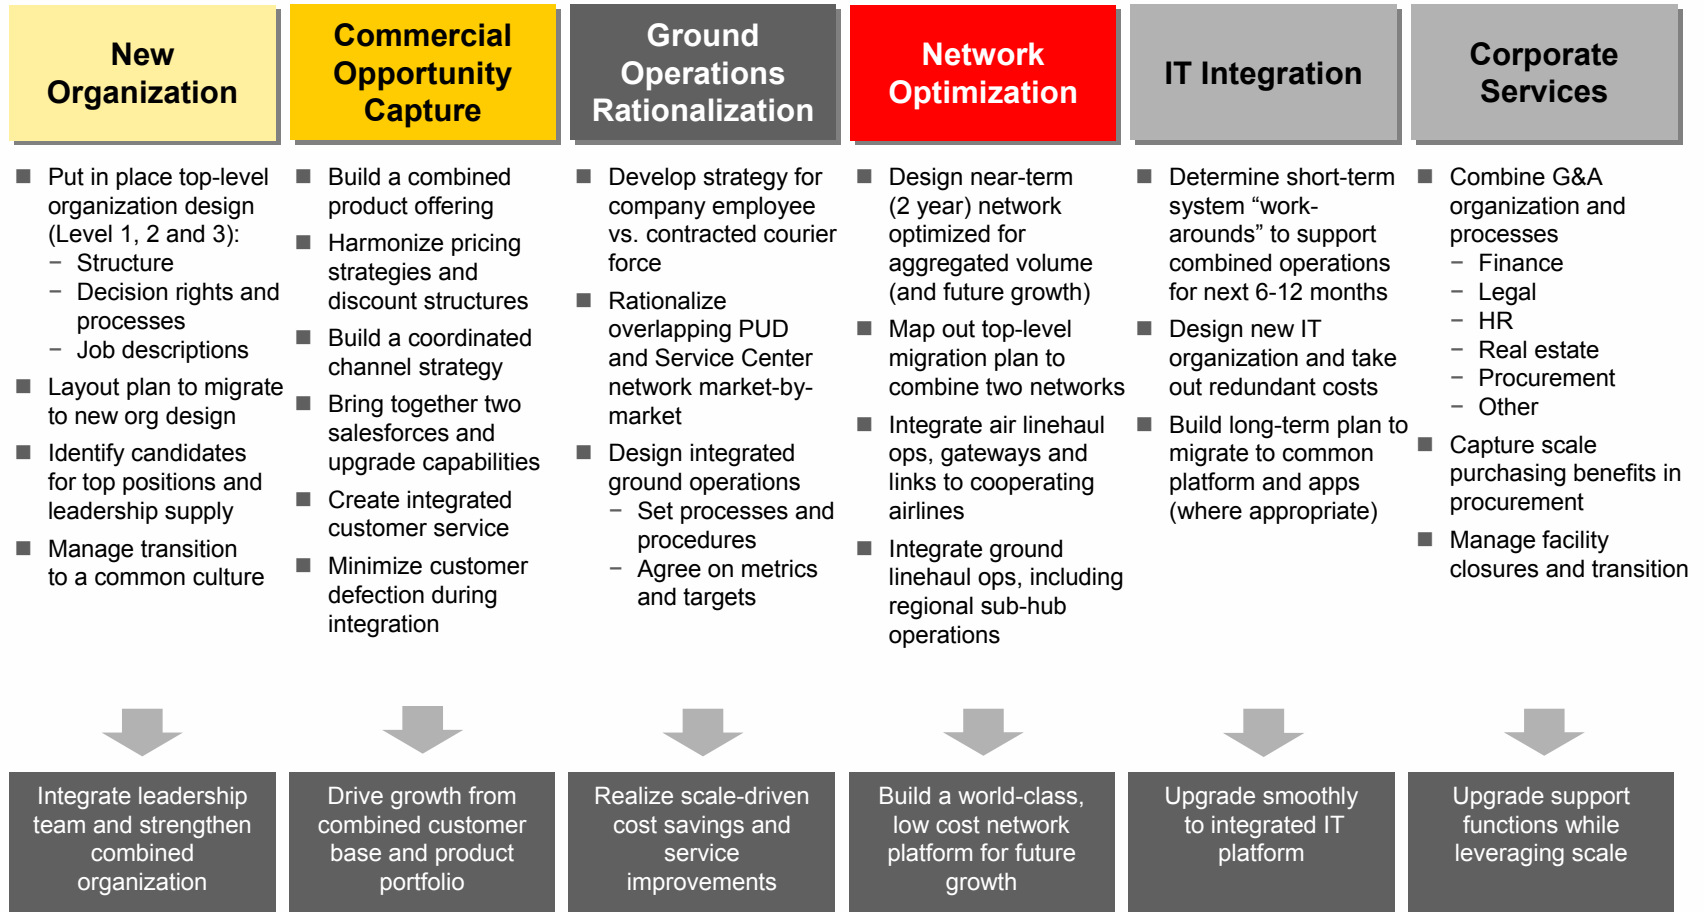 New
Organization
Commercial
Opportunity
Capture
Ground
Operations
Rationalization
Network
Optimization
IT Integration
Corporate
Services
■ Put in place top-level
organization design
(Level 1, 2 and 3):
− Structure
− Decision rights and
processes
− Job descriptions
■ Layout plan to migrate
to new org design
■ Identify candidates
for top positions and
leadership supply
■ Manage transition
to a common culture
■ Build a combined
product offering
■ Harmonize pricing
strategies and
discount structures
■ Build a coordinated
channel strategy
■ Bring together two
salesforces and
upgrade capabilities
■ Create integrated
customer service
■ Minimize customer
defection during
integration
■ Develop strategy for
company employee
vs. contracted courier
force
■ Rationalize
overlapping PUD
and Service Center
network market-by-
market
■ Design integrated
ground operations
− Set processes and
procedures
− Agree on metrics
and targets
■ Design near-term
(2 year) network
optimized for
aggregated volume
(and future growth)
■ Map out top-level
migration plan to
combine two networks
■ Integrate air linehaul
ops, gateways and
links to cooperating
airlines
■ Integrate ground
linehaul ops, including
regional sub-hub
operations
■ Determine short-term
system “work-
arounds” to support
combined operations
for next 6-12 months
■ Design new IT
organization and take
out redundant costs
■ Build long-term plan to
migrate to common
platform and apps
(where appropriate)
■ Combine G&A
organization and
processes
− Finance
− Legal
− HR
− Real estate
− Procurement
− Other
■ Capture scale
purchasing benefits in
procurement
■ Manage facility
closures and transition
Integrate leadership
team and strengthen
combined
organization
Drive growth from
combined customer
base and product
portfolio
Realize scale-driven
cost savings and
service
improvements
Build a world-class,
low cost network
platform for future
growth
Upgrade smoothly
to integrated IT
platform
Upgrade support
functions while
leveraging scale